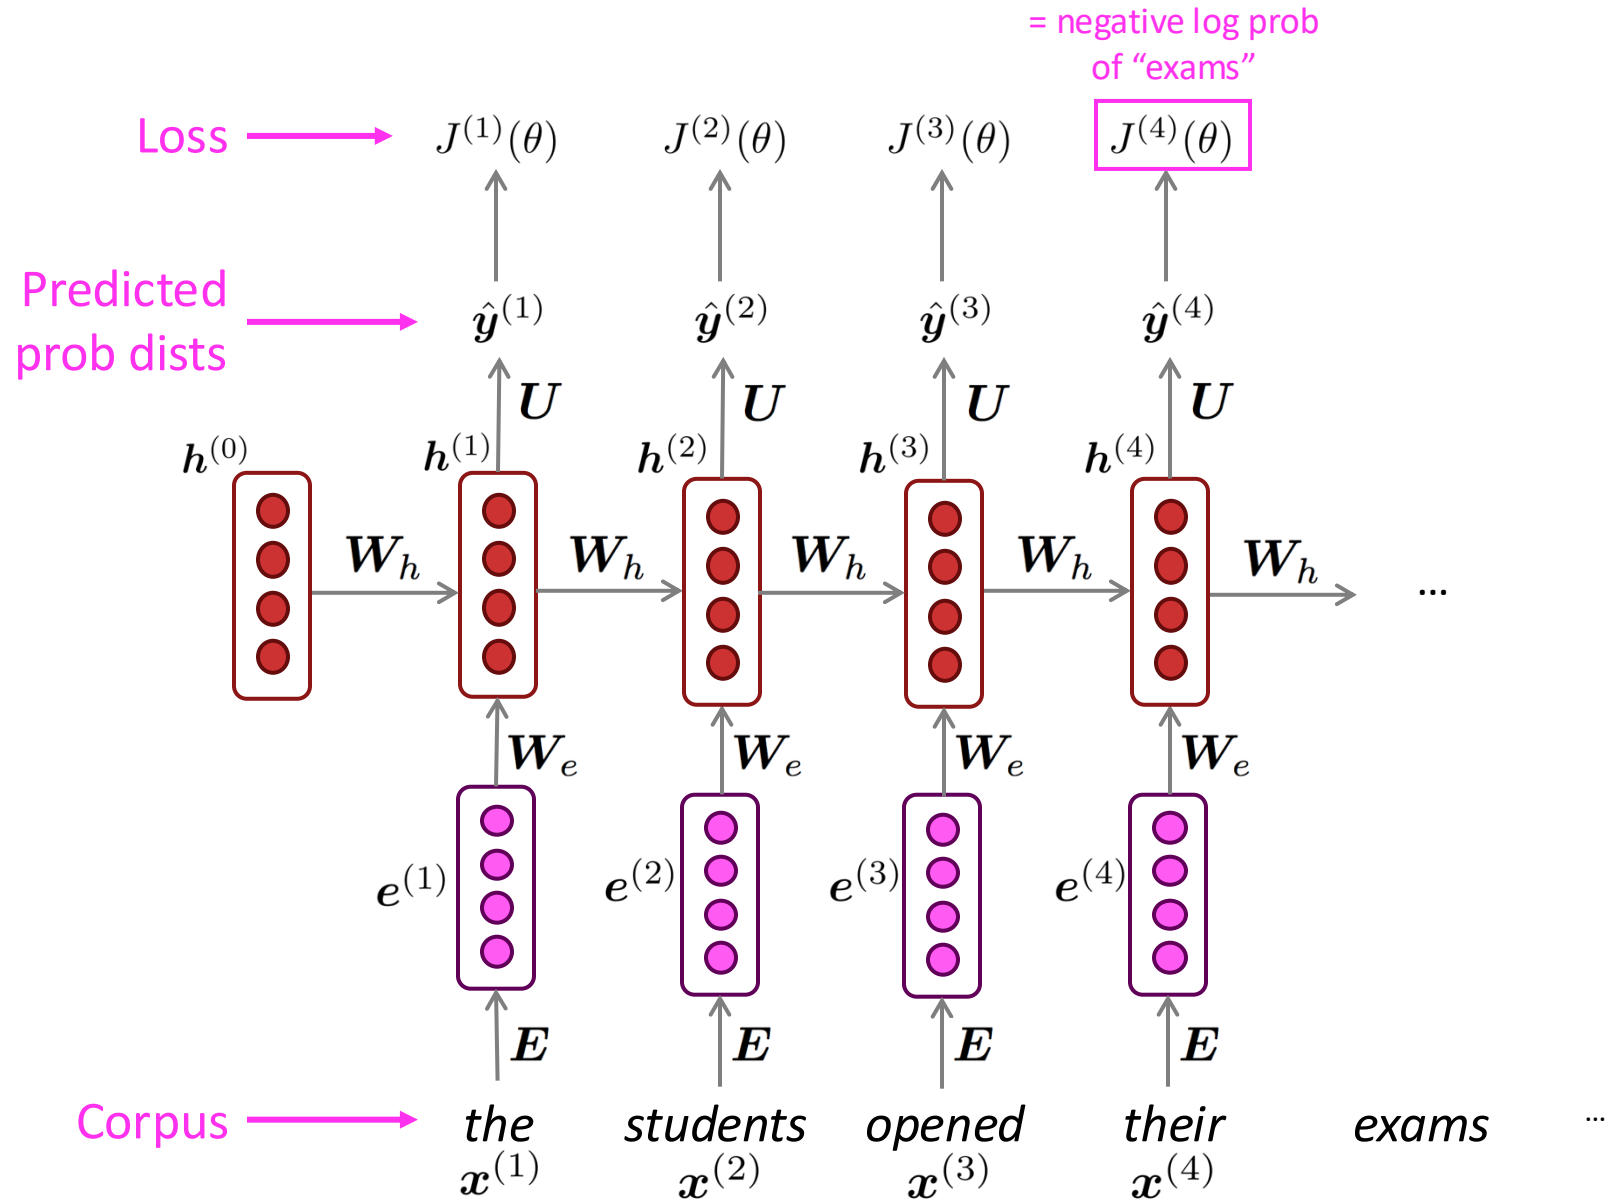 = negative log prob
of “exams”
Loss J⁽¹⁾(θ) J⁽²⁾(θ) J⁽³⁾(θ) J⁽⁴⁾(θ)
Predicted
prob dists
ŷ⁽¹⁾ ŷ⁽²⁾ ŷ⁽³⁾ ŷ⁽⁴⁾
U U U U
h⁽⁰⁾ h⁽¹⁾ h⁽²⁾ h⁽³⁾ h⁽⁴⁾
Wₕ Wₕ Wₕ Wₕ Wₕ ...
Wₑ Wₑ Wₑ Wₑ
e⁽¹⁾ e⁽²⁾ e⁽³⁾ e⁽⁴⁾
E E E E
Corpus the students opened their exams ...
x⁽¹⁾ x⁽²⁾ x⁽³⁾ x⁽⁴⁾